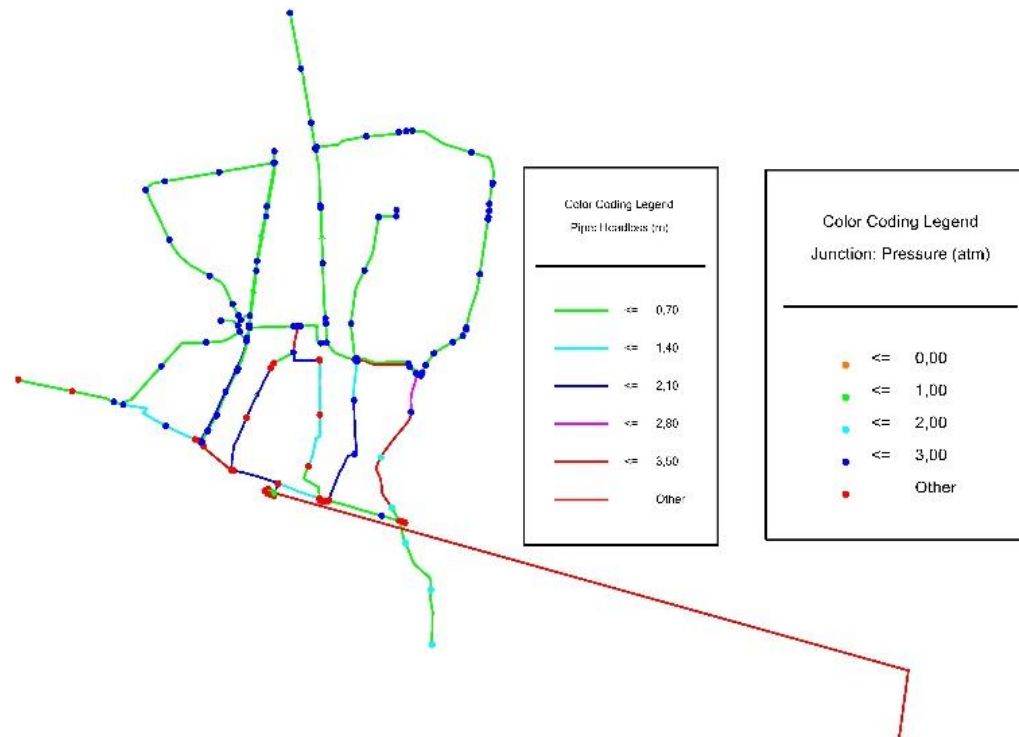 Color Coding Legend
Pipe: Headloss (m)
<= 0,70
<= 1,40
<= 2,10
<= 2,80
<= 3,50
Other
Color Coding Legend
Junction: Pressure (atm)
<= 0,00
<= 1,00
<= 2,00
<= 3,00
Other